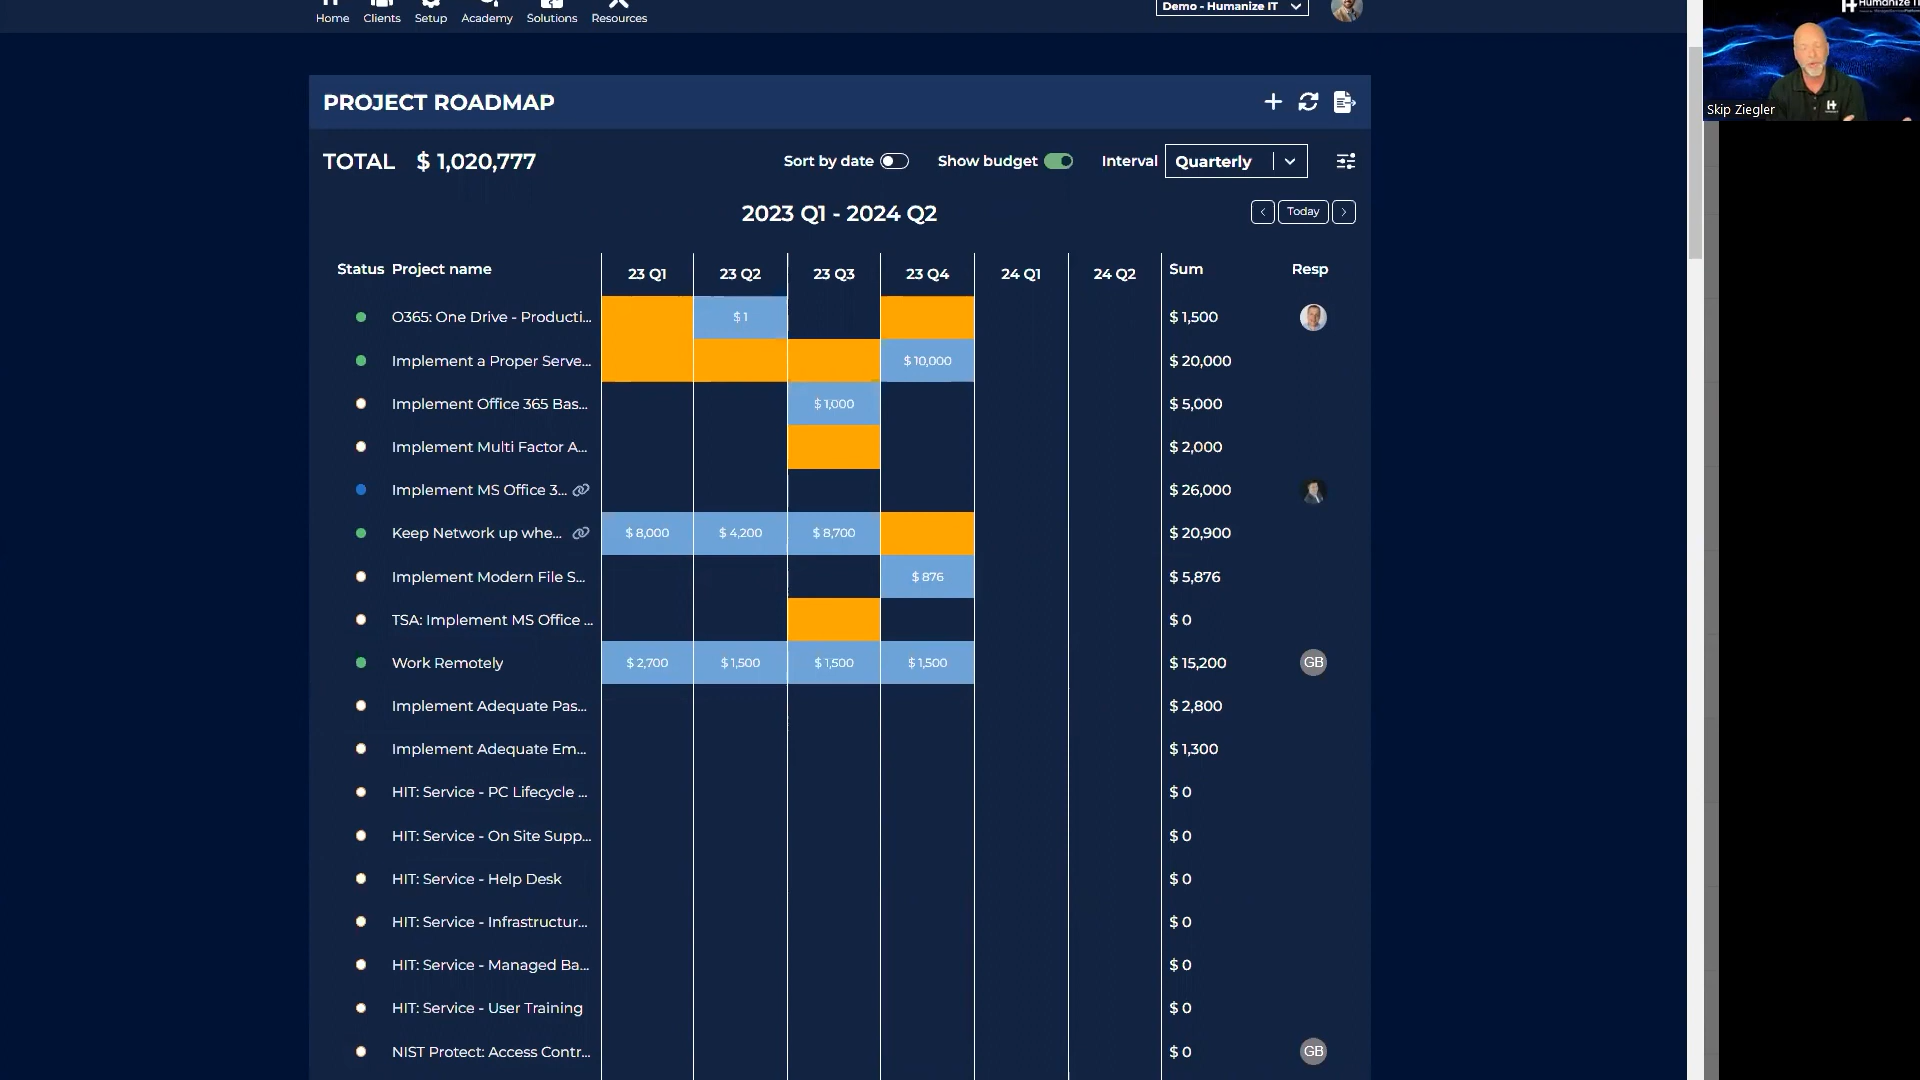 Home Clients Setup Academy Solutions Resources
Demo - Humanize IT
Humanize IT
Skip Ziegler
PROJECT ROADMAP
TOTAL $ 1,020,777
Sort by date Show budget Interval Quarterly
2023 Q1 - 2024 Q2
Today
Status Project name 23 Q1 23 Q2 23 Q3 23 Q4 24 Q1 24 Q2 Sum Resp
O365: One Drive - Producti... $ 1 $ 1,500
Implement a Proper Serve... $ 10,000 $ 20,000
Implement Office 365 Bas... $ 1,000 $ 5,000
Implement Multi Factor A... $ 2,000
Implement MS Office 3... $ 26,000
Keep Network up whe... $ 8,000 $ 4,200 $ 8,700 $ 20,900
Implement Modern File S... $ 876 $ 5,876
TSA: Implement MS Office ... $ 0
Work Remotely $ 2,700 $ 1,500 $ 1,500 $ 1,500 $ 15,200 GB
Implement Adequate Pas... $ 2,800
Implement Adequate Em... $ 1,300
HIT: Service - PC Lifecycle ... $ 0
HIT: Service - On Site Supp... $ 0
HIT: Service - Help Desk $ 0
HIT: Service - Infrastructur... $ 0
HIT: Service - Managed Ba... $ 0
HIT: Service - User Training $ 0
NIST Protect: Access Contr... $ 0 GB